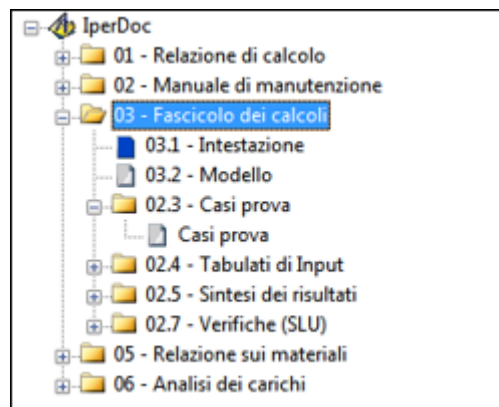 IperDoc
01 - Relazione di calcolo
02 - Manuale di manutenzione
03 - Fascicolo dei calcoli
03.1 - Intestazione
03.2 - Modello
02.3 - Casi prova
Casi prova
02.4 - Tabulati di Input
02.5 - Sintesi dei risultati
02.7 - Verifiche (SLU)
05 - Relazione sui materiali
06 - Analisi dei carichi